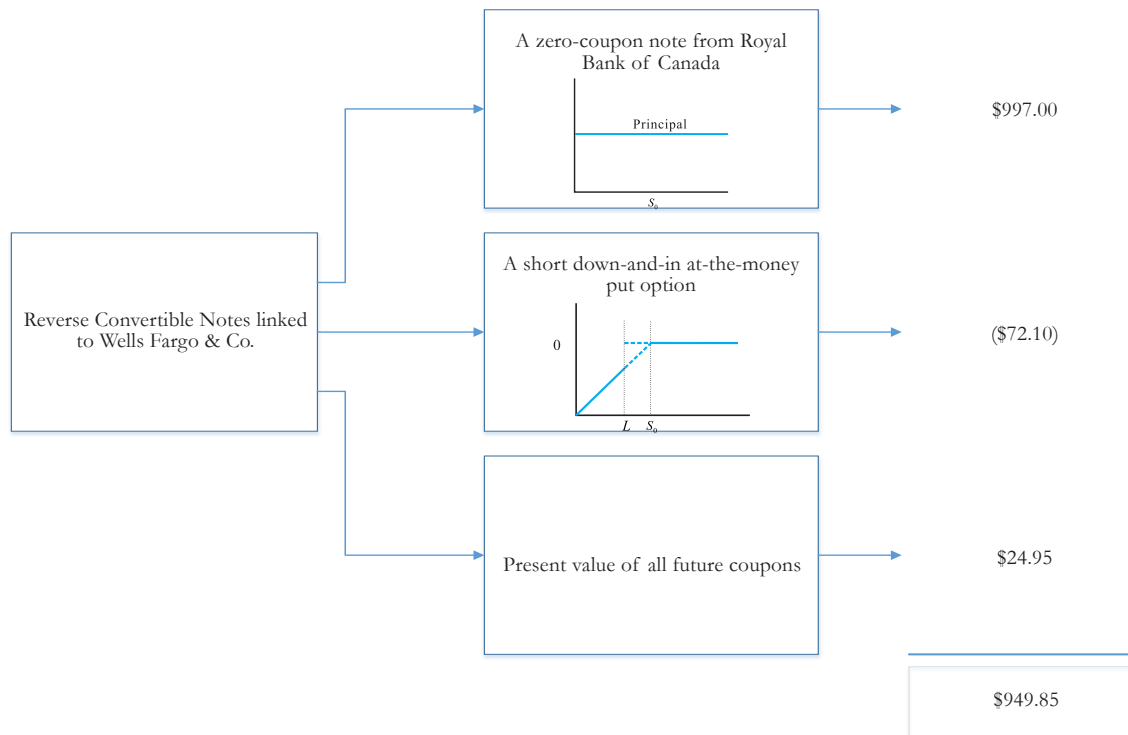 A zero-coupon note from Royal
Bank of Canada
Principal
S₀
$997.00
Reverse Convertible Notes linked
to Wells Fargo & Co.
A short down-and-in at-the-money
put option
0
L S₀
($72.10)
Present value of all future coupons
$24.95
$949.85